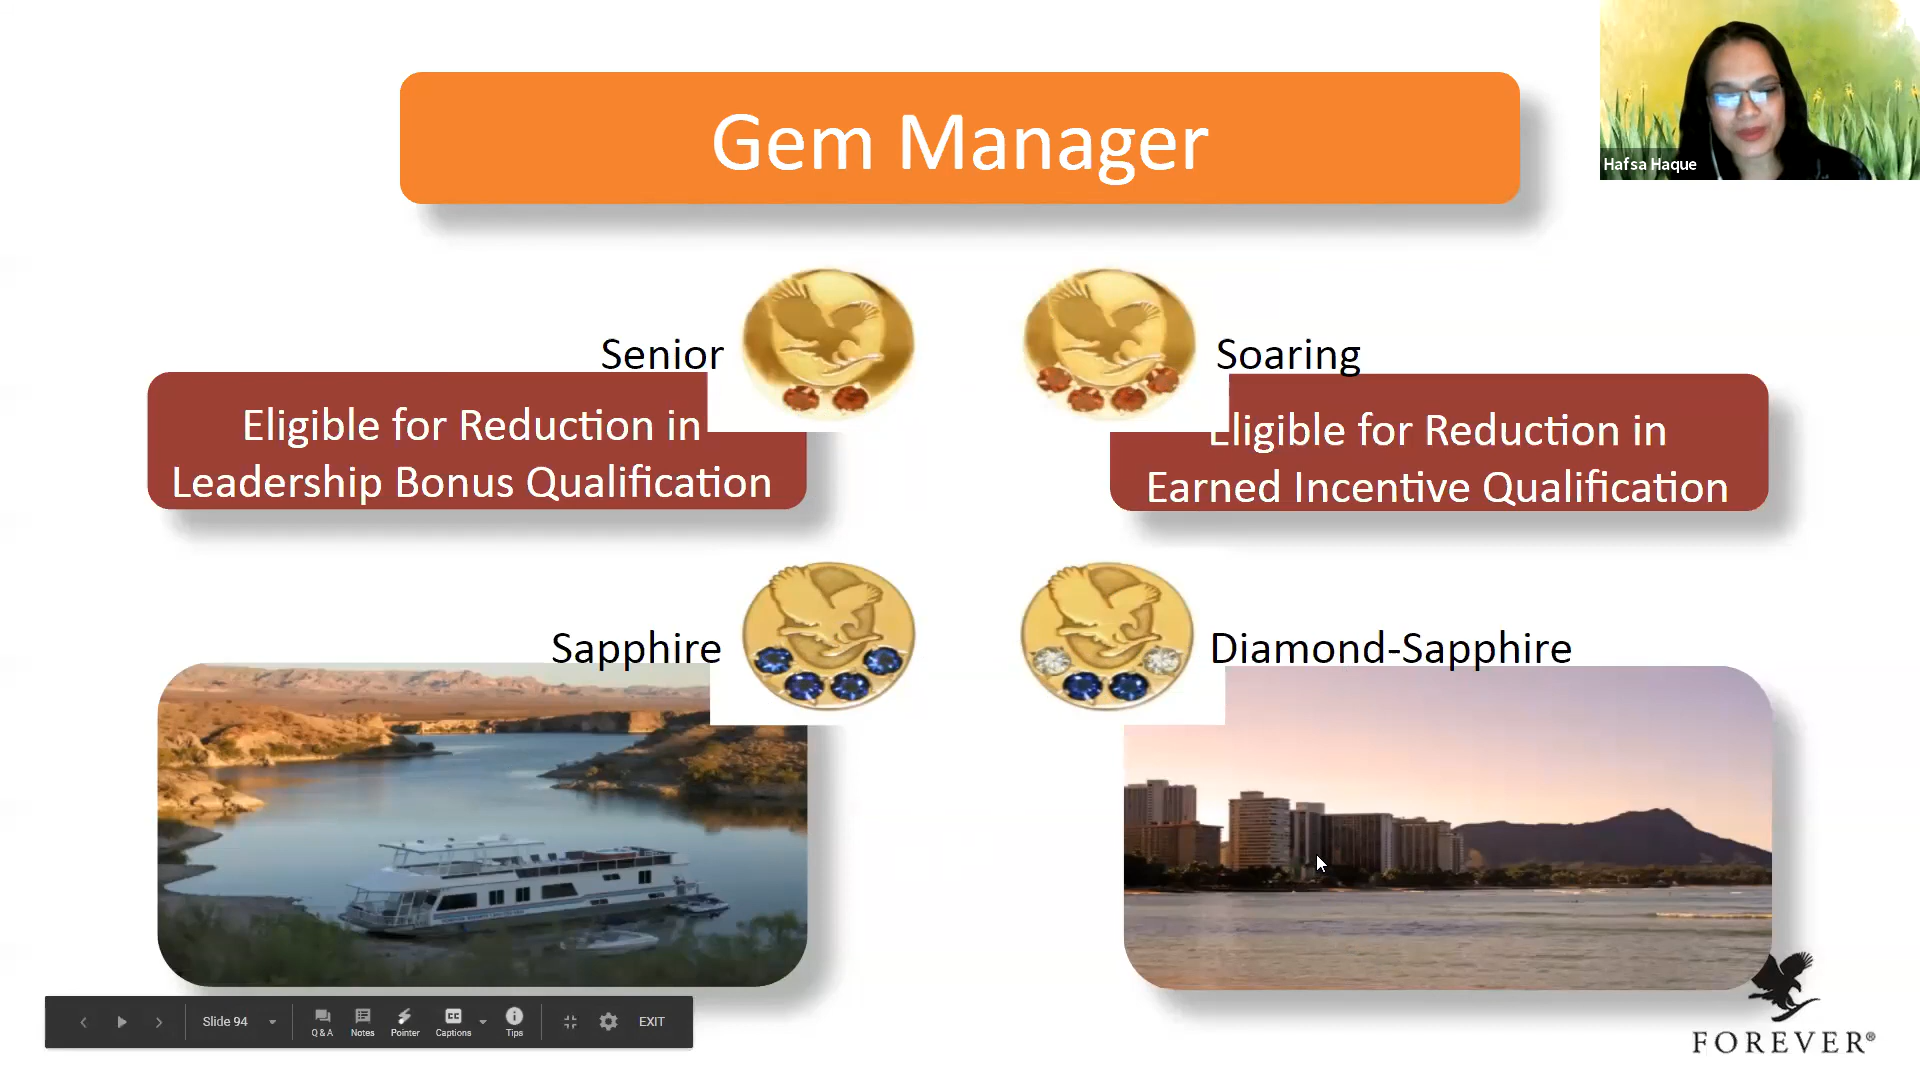 Gem Manager
Hafsa Haque
Senior
Soaring
Eligible for Reduction in
Leadership Bonus Qualification
Eligible for Reduction in
Earned Incentive Qualification
Sapphire
Diamond-Sapphire
Slide 94
Q & A
Notes
Pointer
CC
Captions
Tips
EXIT
FOREVER®